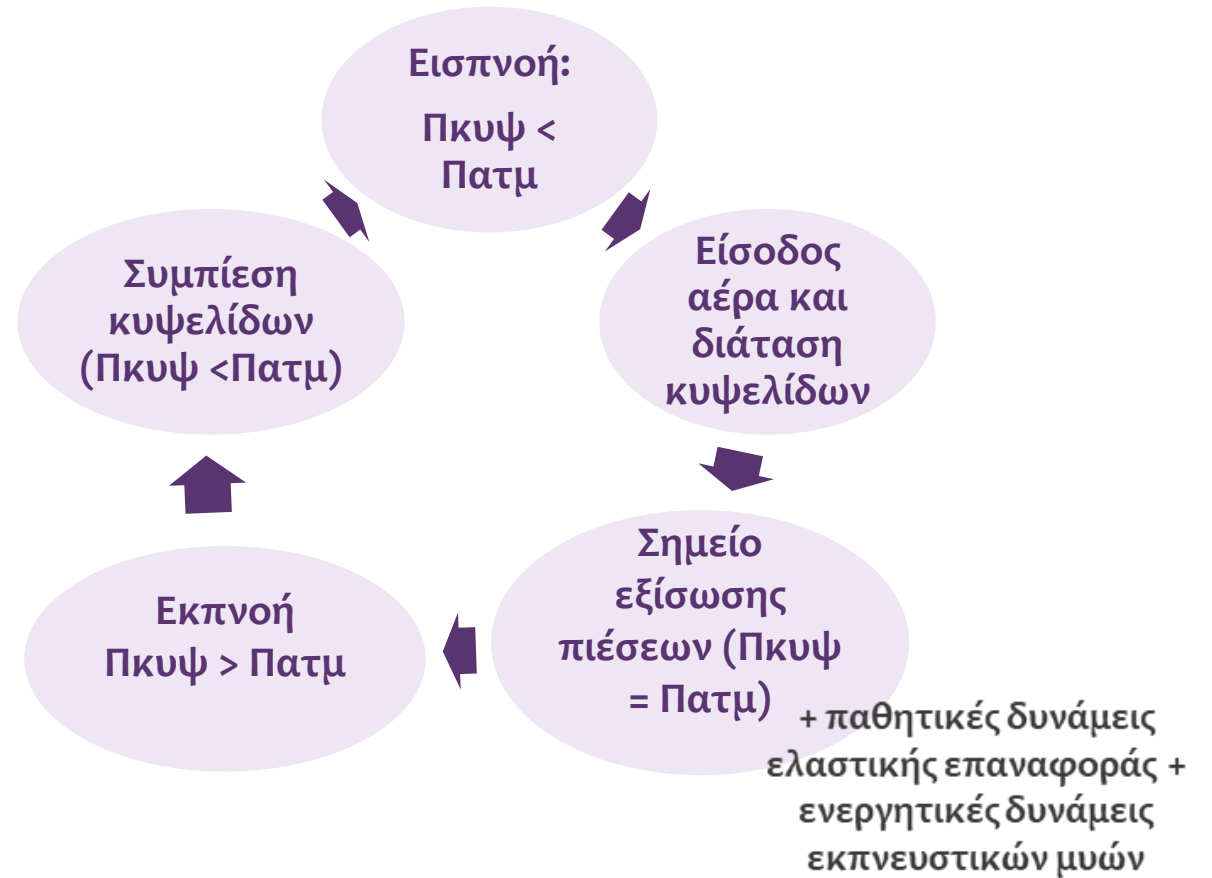 Εισπνοή:
Πκυψ <
Πατμ
Είσοδος
αέρα και
διάταση
κυψελίδων
Σημείο
εξίσωσης
πιέσεων (Πκυψ
= Πατμ)
+ παθητικές δυνάμεις
ελαστικής επαναφοράς +
ενεργητικές δυνάμεις
εκπνευστικών μυών
Εκπνοή
Πκυψ > Πατμ
Συμπίεση
κυψελίδων
(Πκυψ <Πατμ)